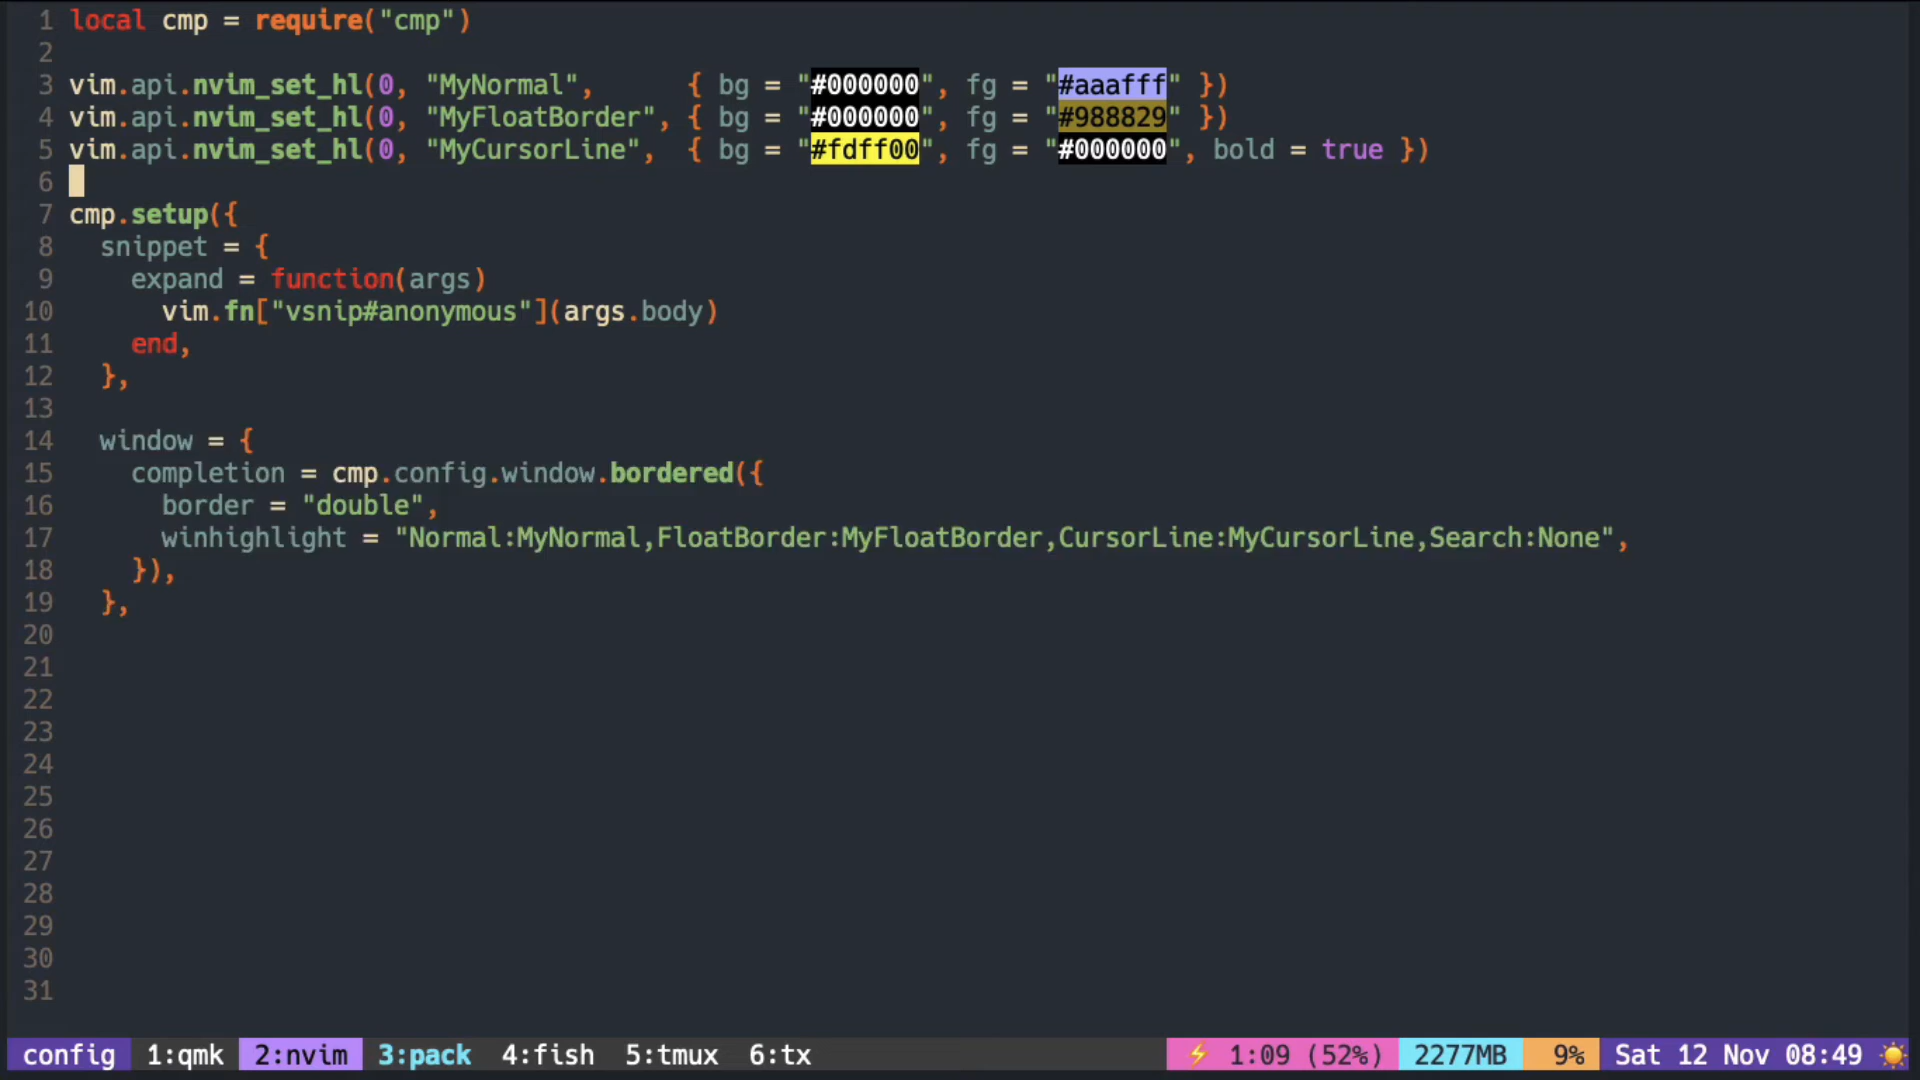 1 local cmp = require("cmp")
2
3 vim.api.nvim_set_hl(0, "MyNormal",      { bg = "#000000", fg = "#aaafff" })
4 vim.api.nvim_set_hl(0, "MyFloatBorder", { bg = "#000000", fg = "#988829" })
5 vim.api.nvim_set_hl(0, "MyCursorLine",  { bg = "#fdff00", fg = "#000000", bold = true })
6
7 cmp.setup({
8   snippet = {
9     expand = function(args)
10       vim.fn["vsnip#anonymous"](args.body)
11     end,
12   },
13
14   window = {
15     completion = cmp.config.window.bordered({
16       border = "double",
17       winhighlight = "Normal:MyNormal,FloatBorder:MyFloatBorder,CursorLine:MyCursorLine,Search:None",
18     }),
19   },
20
21
22
23
24
25
26
27
28
29
30
31
config 1:qmk 2:nvim 3:pack 4:fish 5:tmux 6:tx ⚡ 1:09 (52%) 2277MB 9% Sat 12 Nov 08:49 ☀️